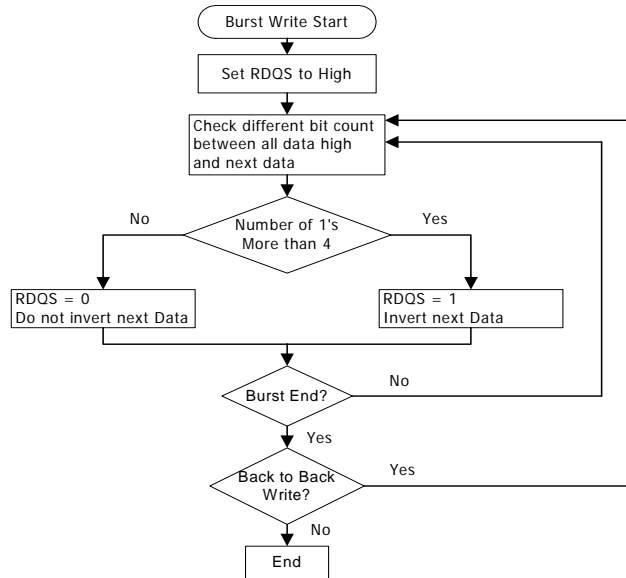 Burst Write Start
Set RDQS to High
Check different bit count
between all data high
and next data
No
Number of 1's
More than 4
Yes
RDQS = 0
Do not invert next Data
RDQS = 1
Invert next Data
Burst End?
No
Yes
Back to Back
Write?
Yes
No
End